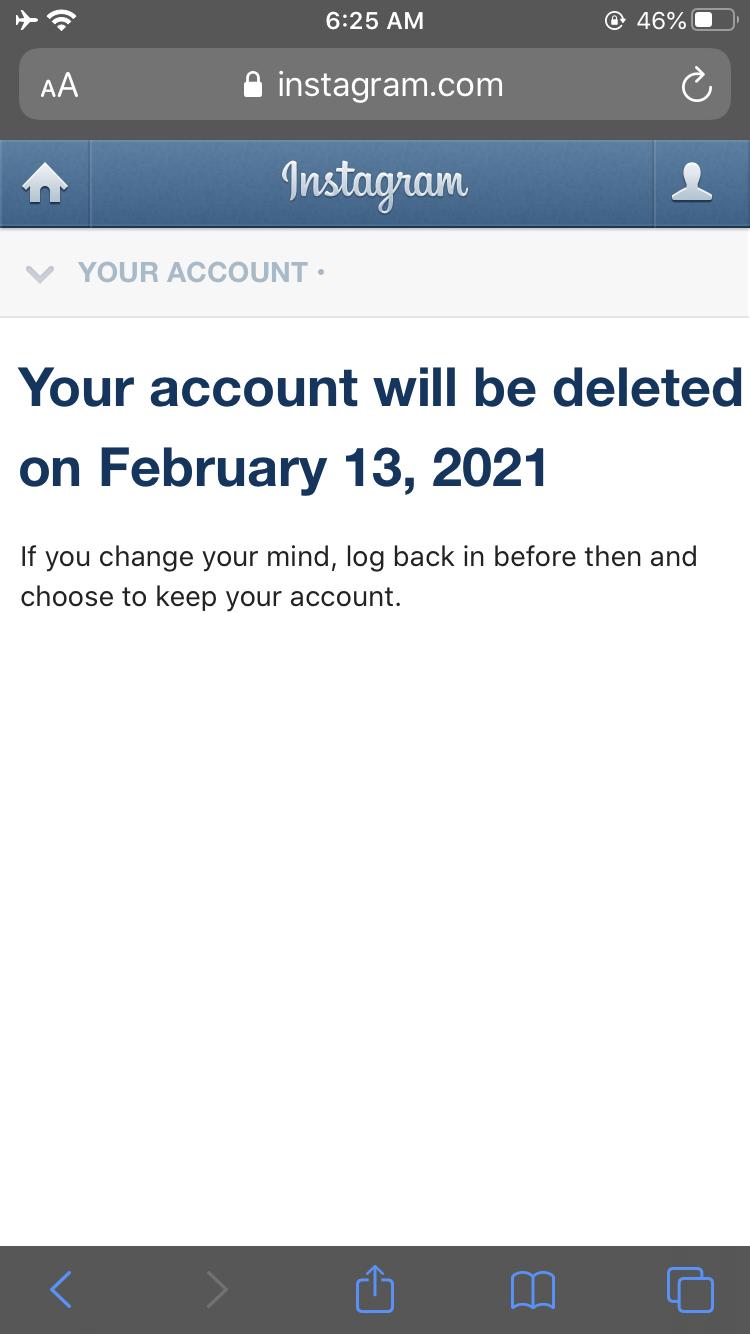 6:25 AM
46%
AA
instagram.com
Instagram
YOUR ACCOUNT •
Your account will be deleted
on February 13, 2021
If you change your mind, log back in before then and
choose to keep your account.